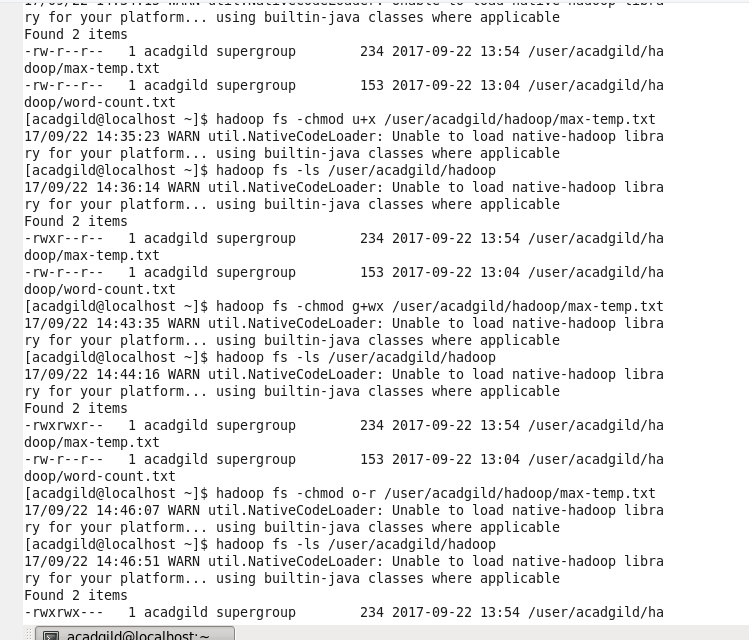 17/09/22 14:34:15 WARN util.NativeCodeLoader: Unable to load native-hadoop libra
ry for your platform... using builtin-java classes where applicable
Found 2 items
-rw-r--r--   1 acadgild supergroup        234 2017-09-22 13:54 /user/acadgild/ha
doop/max-temp.txt
-rw-r--r--   1 acadgild supergroup        153 2017-09-22 13:04 /user/acadgild/ha
doop/word-count.txt
[acadgild@localhost ~]$ hadoop fs -chmod u+x /user/acadgild/hadoop/max-temp.txt
17/09/22 14:35:23 WARN util.NativeCodeLoader: Unable to load native-hadoop libra
ry for your platform... using builtin-java classes where applicable
[acadgild@localhost ~]$ hadoop fs -ls /user/acadgild/hadoop
17/09/22 14:36:14 WARN util.NativeCodeLoader: Unable to load native-hadoop libra
ry for your platform... using builtin-java classes where applicable
Found 2 items
-rwxr--r--   1 acadgild supergroup        234 2017-09-22 13:54 /user/acadgild/ha
doop/max-temp.txt
-rw-r--r--   1 acadgild supergroup        153 2017-09-22 13:04 /user/acadgild/ha
doop/word-count.txt
[acadgild@localhost ~]$ hadoop fs -chmod g+wx /user/acadgild/hadoop/max-temp.txt
17/09/22 14:43:35 WARN util.NativeCodeLoader: Unable to load native-hadoop libra
ry for your platform... using builtin-java classes where applicable
[acadgild@localhost ~]$ hadoop fs -ls /user/acadgild/hadoop
17/09/22 14:44:16 WARN util.NativeCodeLoader: Unable to load native-hadoop libra
ry for your platform... using builtin-java classes where applicable
Found 2 items
-rwxrwxr--   1 acadgild supergroup        234 2017-09-22 13:54 /user/acadgild/ha
doop/max-temp.txt
-rw-r--r--   1 acadgild supergroup        153 2017-09-22 13:04 /user/acadgild/ha
doop/word-count.txt
[acadgild@localhost ~]$ hadoop fs -chmod o-r /user/acadgild/hadoop/max-temp.txt
17/09/22 14:46:07 WARN util.NativeCodeLoader: Unable to load native-hadoop libra
ry for your platform... using builtin-java classes where applicable
[acadgild@localhost ~]$ hadoop fs -ls /user/acadgild/hadoop
17/09/22 14:46:51 WARN util.NativeCodeLoader: Unable to load native-hadoop libra
ry for your platform... using builtin-java classes where applicable
Found 2 items
-rwxrwx---   1 acadgild supergroup        234 2017-09-22 13:54 /user/acadgild/ha
acadgild@localhost:~